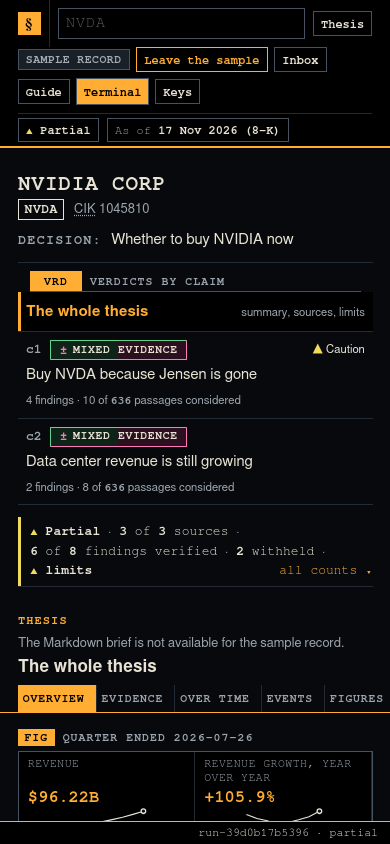 § NVDA Thesis
SAMPLE RECORD Leave the sample Inbox
Guide Terminal Keys
▲ Partial As of 17 Nov 2026 (8-K)
NVIDIA CORP
NVDA CIK 1045810
DECISION: Whether to buy NVIDIA now
VRD VERDICTS BY CLAIM
The whole thesis summary, sources, limits
c1 ± MIXED EVIDENCE ▲ Caution
Buy NVDA because Jensen is gone
4 findings · 10 of 636 passages considered
c2 ± MIXED EVIDENCE
Data center revenue is still growing
2 findings · 8 of 636 passages considered
▲ Partial · 3 of 3 sources ·
6 of 8 findings verified · 2 withheld ·
▲ limits all counts ▾
THESIS
The Markdown brief is not available for the sample record.
The whole thesis
OVERVIEW EVIDENCE OVER TIME EVENTS FIGURES
FIG QUARTER ENDED 2026-07-26
REVENUE REVENUE GROWTH, YEAR
OVER YEAR
$96.22B +105.9%
run-39d0b17b5396 · partial